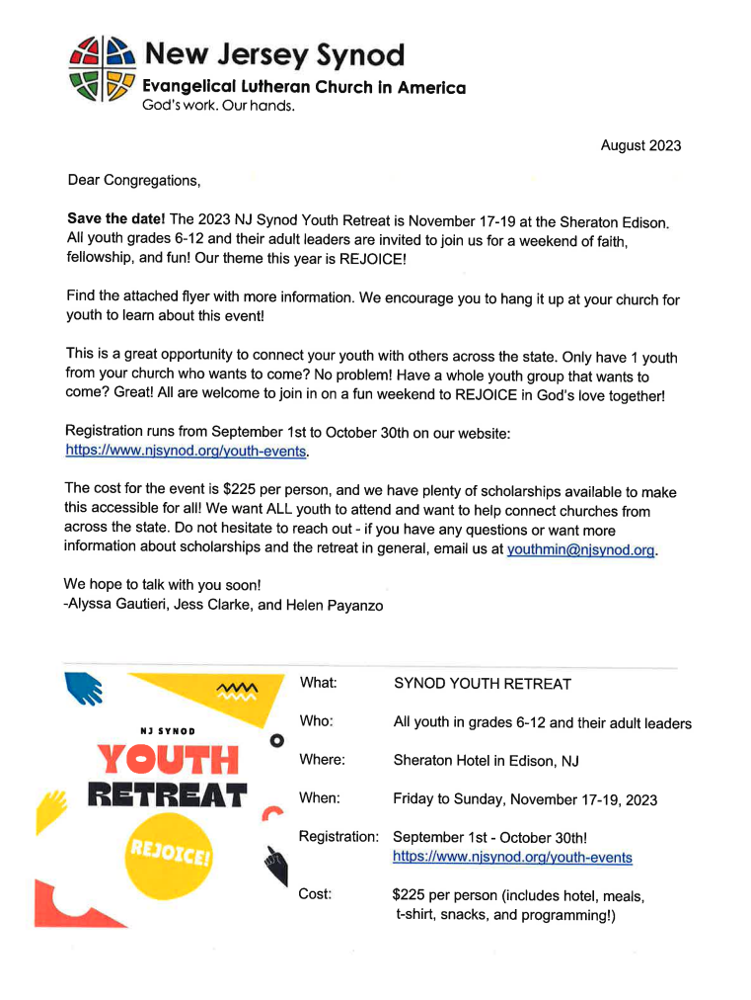 New Jersey Synod
Evangelical Lutheran Church in America
God's work. Our hands.
August 2023
Dear Congregations,
Save the date! The 2023 NJ Synod Youth Retreat is November 17-19 at the Sheraton Edison.
All youth grades 6-12 and their adult leaders are invited to join us for a weekend of faith,
fellowship, and fun! Our theme this year is REJOICE!
Find the attached flyer with more information. We encourage you to hang it up at your church for
youth to learn about this event!
This is a great opportunity to connect your youth with others across the state. Only have 1 youth
from your church who wants to come? No problem! Have a whole youth group that wants to
come? Great! All are welcome to join in on a fun weekend to REJOICE in God's love together!
Registration runs from September 1st to October 30th on our website:
https://www.njsynod.org/youth-events.
The cost for the event is $225 per person, and we have plenty of scholarships available to make
this accessible for all! We want ALL youth to attend and want to help connect churches from
across the state. Do not hesitate to reach out - if you have any questions or want more
information about scholarships and the retreat in general, email us at youthmin@njsynod.org.
We hope to talk with you soon!
-Alyssa Gautieri, Jess Clarke, and Helen Payanzo
NJ SYNOD
YOUTH
RETREAT
REJOICE!
What: SYNOD YOUTH RETREAT
Who: All youth in grades 6-12 and their adult leaders
Where: Sheraton Hotel in Edison, NJ
When: Friday to Sunday, November 17-19, 2023
Registration: September 1st - October 30th!
https://www.njsynod.org/youth-events
Cost: $225 per person (includes hotel, meals,
t-shirt, snacks, and programming!)